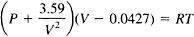 (P + 3.59/V²)(V − 0.0427) = RT